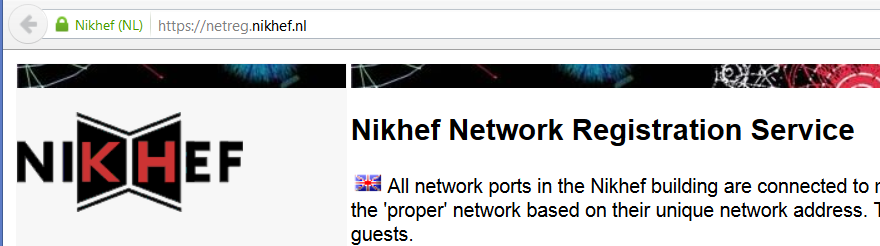 Nikhef (NL) https://netreg.nikhef.nl
NIKHEF
Nikhef Network Registration Service
All network ports in the Nikhef building are connected to
the 'proper' network based on their unique network address.
guests.